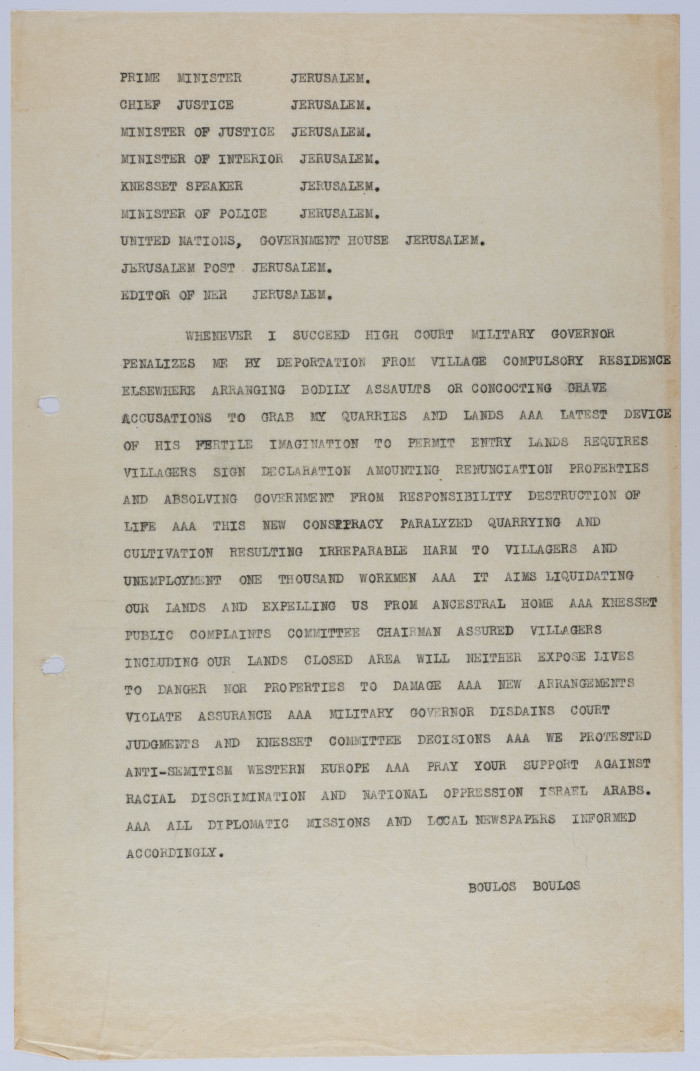 PRIME MINISTER JERUSALEM.
CHIEF JUSTICE JERUSALEM.
MINISTER OF JUSTICE JERUSALEM.
MINISTER OF INTERIOR JERUSALEM.
KNESSET SPEAKER JERUSALEM.
MINISTER OF POLICE JERUSALEM.
UNITED NATIONS, GOVERNMENT HOUSE JERUSALEM.
JERUSALEM POST JERUSALEM.
EDITOR OF NER JERUSALEM.
WHENEVER I SUCCEED HIGH COURT MILITARY GOVERNOR
PENALIZES ME BY DEPORTATION FROM VILLAGE COMPULSORY RESIDENCE
ELSEWHERE ARRANGING BODILY ASSAULTS OR CONCOCTING GRAVE
ACCUSATIONS TO GRAB MY QUARRIES AND LANDS AAA LATEST DEVICE
OF HIS FERTILE IMAGINATION TO PERMIT ENTRY LANDS REQUIRES
VILLAGERS SIGN DECLARATION AMOUNTING RENUNCIATION PROPERTIES
AND ABSOLVING GOVERNMENT FROM RESPONSIBILITY DESTRUCTION OF
LIFE AAA THIS NEW CONSPIRACY PARALYZED QUARRYING AND
CULTIVATION RESULTING IRREPARABLE HARM TO VILLAGERS AND
UNEMPLOYMENT ONE THOUSAND WORKMEN AAA IT AIMS LIQUIDATING
OUR LANDS AND EXPELLING US FROM ANCESTRAL HOME AAA KNESSET
PUBLIC COMPLAINTS COMMITTEE CHAIRMAN ASSURED VILLAGERS
INCLUDING OUR LANDS CLOSED AREA WILL NEITHER EXPOSE LIVES
TO DANGER NOR PROPERTIES TO DAMAGE AAA NEW ARRANGEMENTS
VIOLATE ASSURANCE AAA MILITARY GOVERNOR DISDAINS COURT
JUDGMENTS AND KNESSET COMMITTEE DECISIONS AAA WE PROTESTED
ANTI-SEMITISM WESTERN EUROPE AAA PRAY YOUR SUPPORT AGAINST
RACIAL DISCRIMINATION AND NATIONAL OPPRESSION ISRAEL ARABS.
AAA ALL DIPLOMATIC MISSIONS AND LOCAL NEWSPAPERS INFORMED
ACCORDINGLY.
BOULOS BOULOS